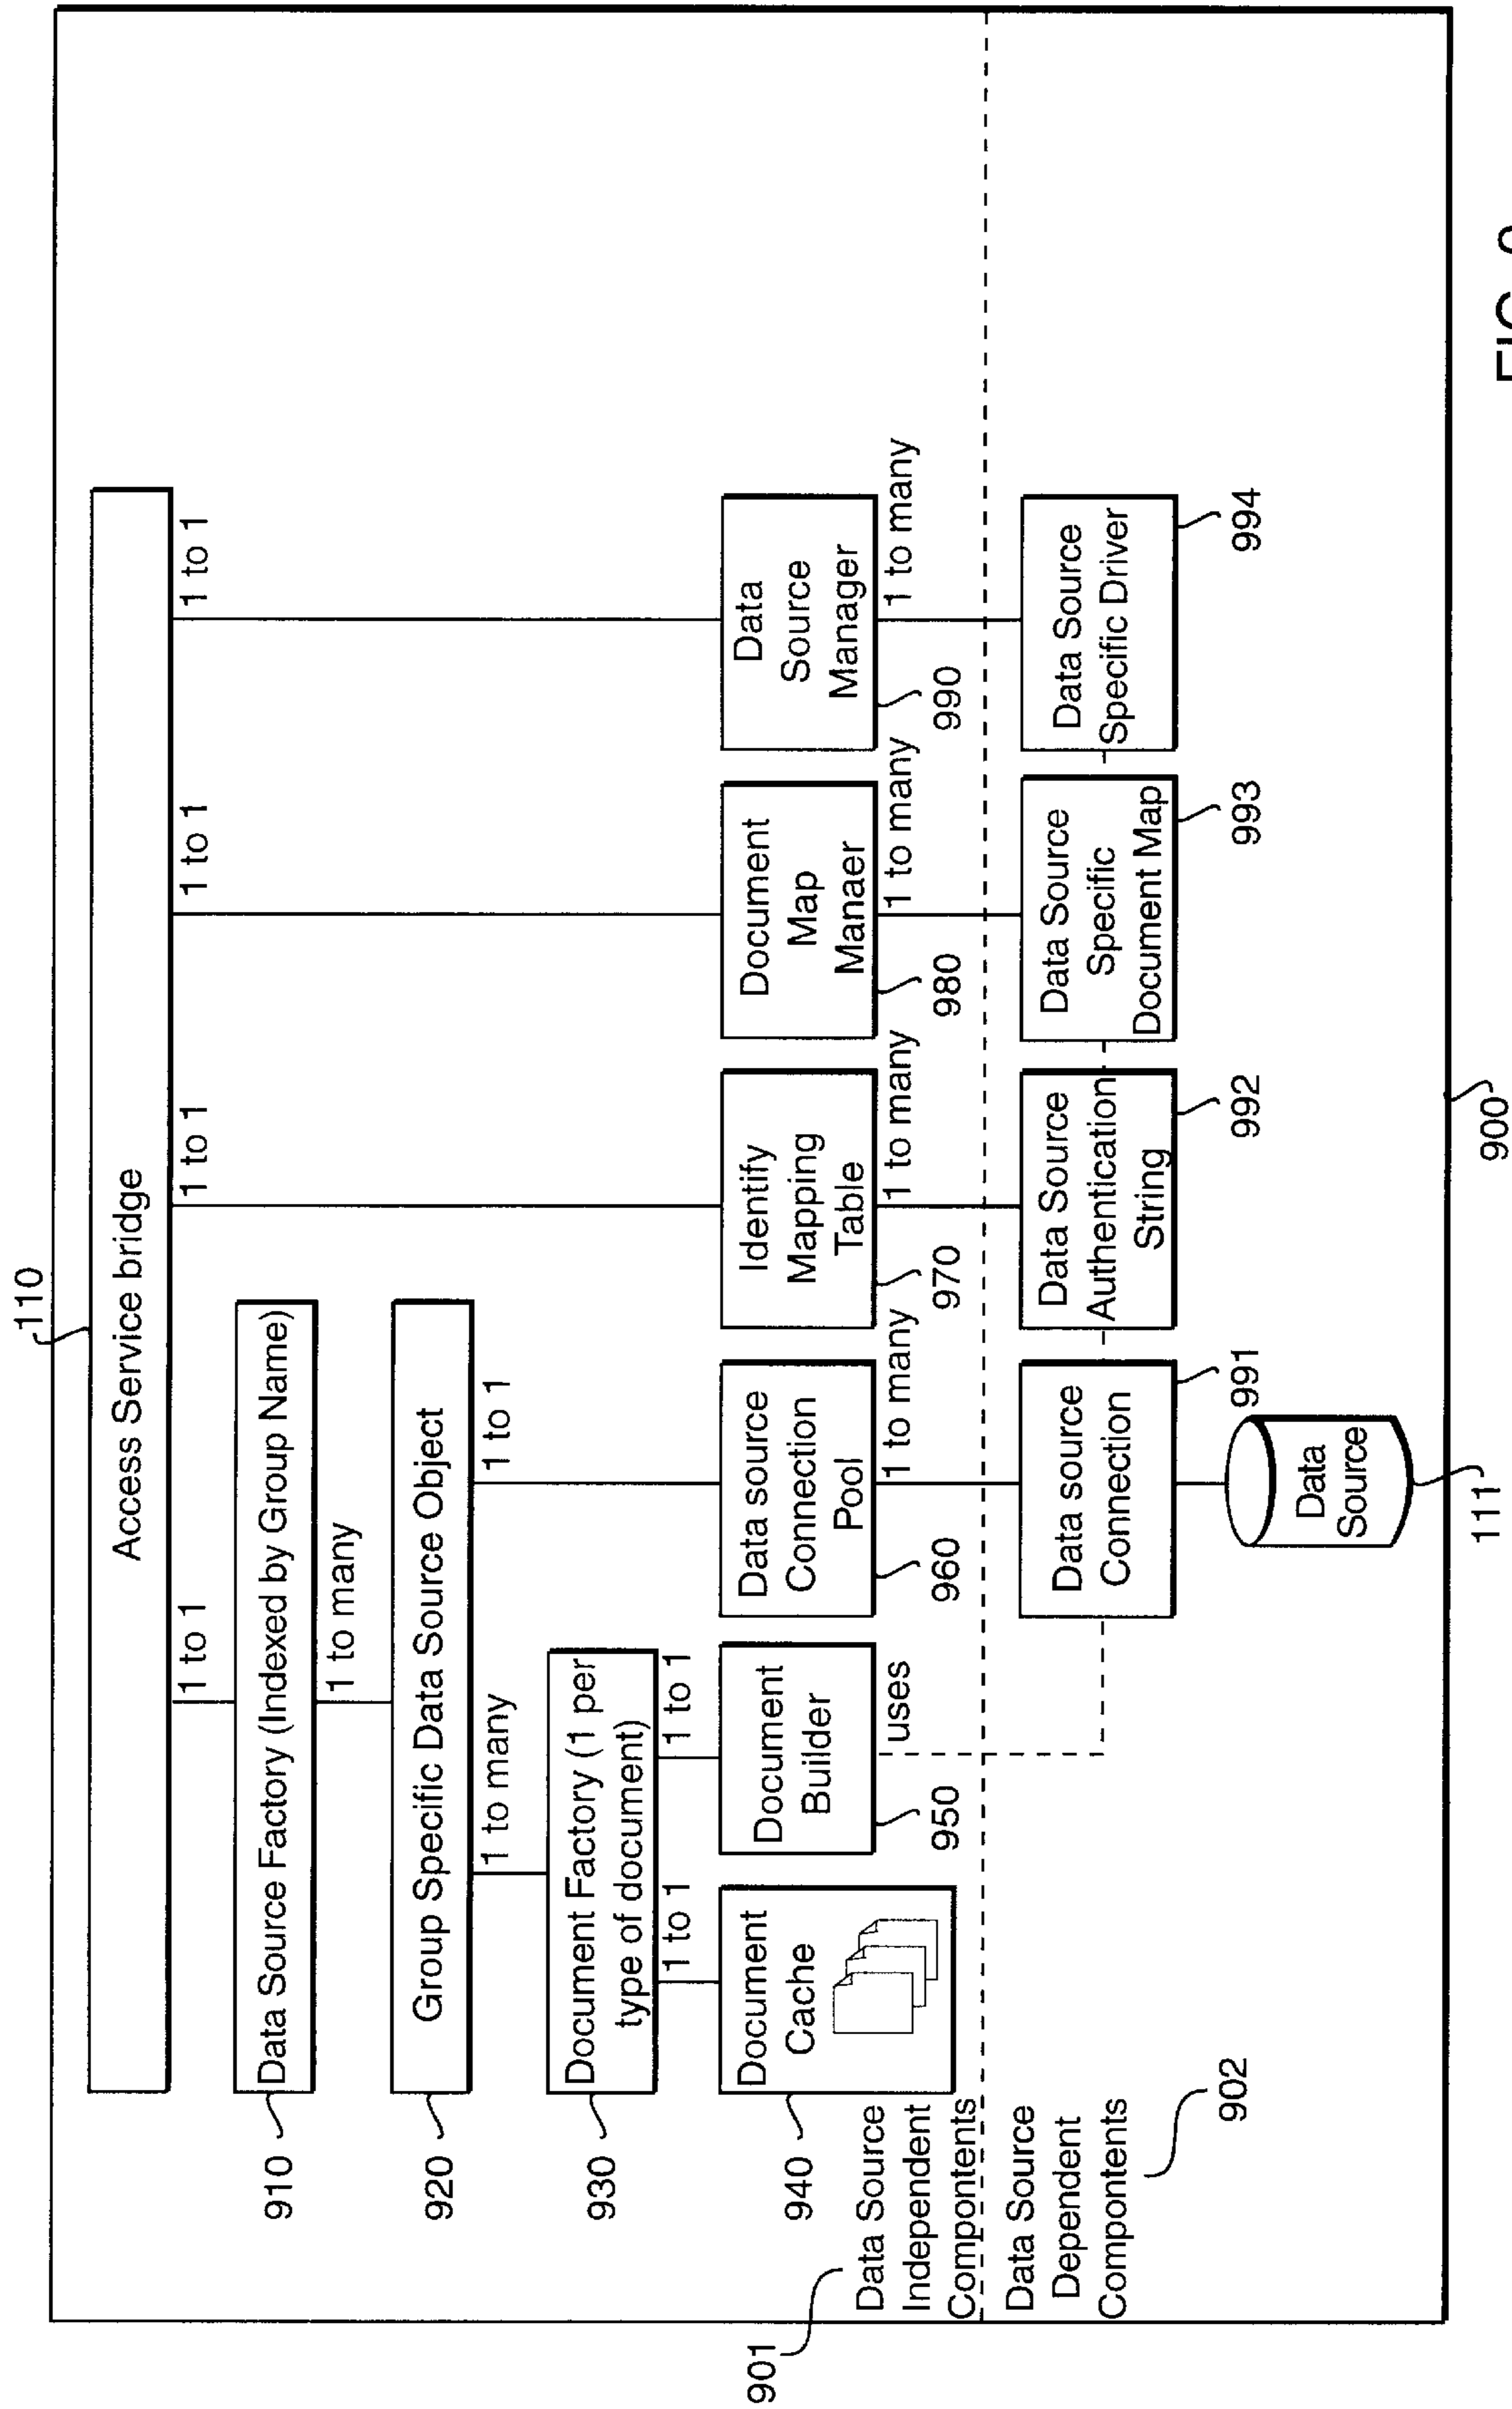 110
Access Service bridge
1 to 1
1 to 1
1 to 1
1 to 1
910
Data Source Factory (Indexed by Group Name)
1 to many
920
Group Specific Data Source Object
1 to many
1 to 1
930
Document Factory (1 per
type of document)
1 to 1
1 to 1
940
Document
Cache
Document
Builder
950
uses
Data source
Connection
Pool
960
1 to many
Identify
Mapping
Table
970
1 to many
Document
Map
Manaer
980
1 to many
Data
Source
Manager
990
1 to many
901
Data Source
Independent
Compontents
Data Source
Dependent
Compontents
902
Data source
Connection
991
Data Source
Authentication
String
992
Data Source
Specific
Document Map
993
Data Source
Specific Driver
994
Data
Source
111
900
FIG.